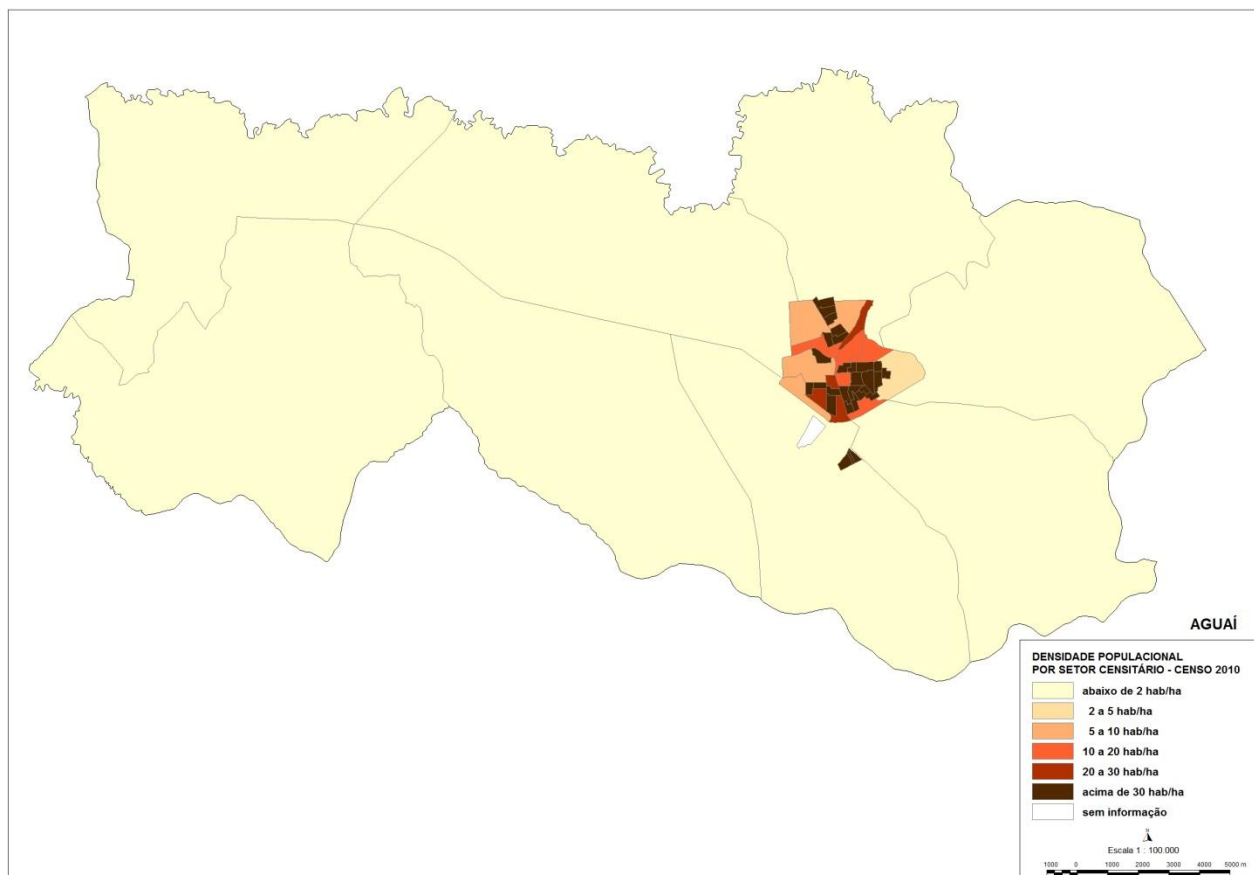 AGUAÍ
DENSIDADE POPULACIONAL
POR SETOR CENSITÁRIO - CENSO 2010
abaixo de 2 hab/ha
2 a 5 hab/ha
5 a 10 hab/ha
10 a 20 hab/ha
20 a 30 hab/ha
acima de 30 hab/ha
sem informação
N
Escala 1 : 100.000
1000 0 1000 2000 3000 4000 5000 m